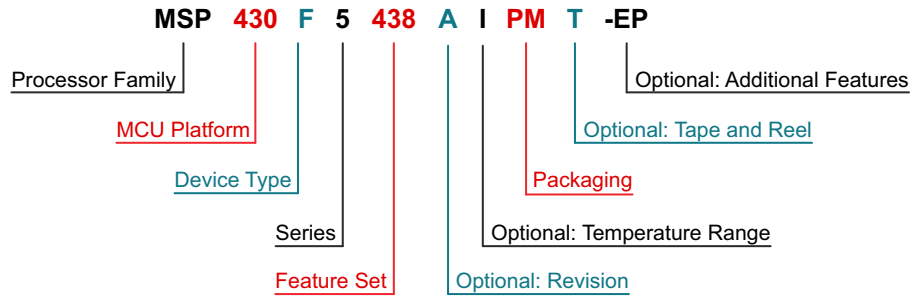 MSP 430 F 5 438 A I PM T -EP
Processor Family
Optional: Additional Features
MCU Platform
Optional: Tape and Reel
Device Type
Packaging
Series
Optional: Temperature Range
Feature Set
Optional: Revision